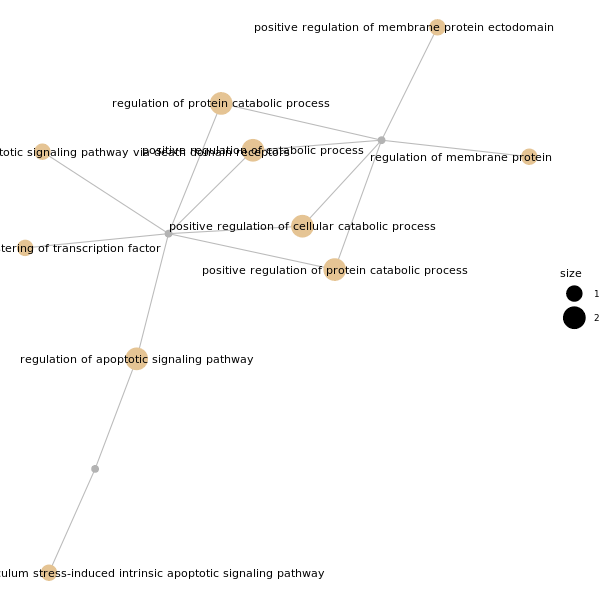 positive regulation of membrane protein ectodomain
regulation of protein catabolic process
positive regulation of catabolic process
totic signaling pathway via death domain receptors
regulation of membrane protein
positive regulation of cellular catabolic process
stering of transcription factor
positive regulation of protein catabolic process
size
1
2
regulation of apoptotic signaling pathway
culum stress-induced intrinsic apoptotic signaling pathway